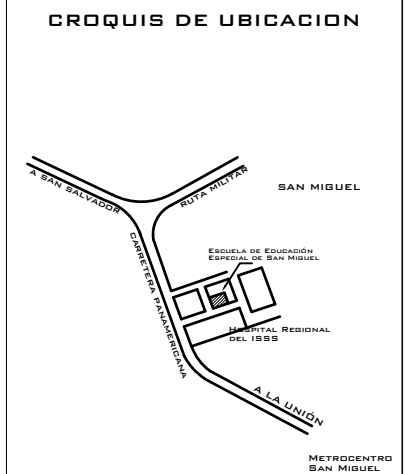 CROQUIS DE UBICACION
A SAN SALVADOR
RUTA MILITAR
SAN MIGUEL
CARRETERA PANAMERICANA
ESCUELA DE EDUCACIÓN
ESPECIAL DE SAN MIGUEL
HOSPITAL REGIONAL
DEL ISSS
A LA UNIÓN
METROCENTRO
SAN MIGUEL